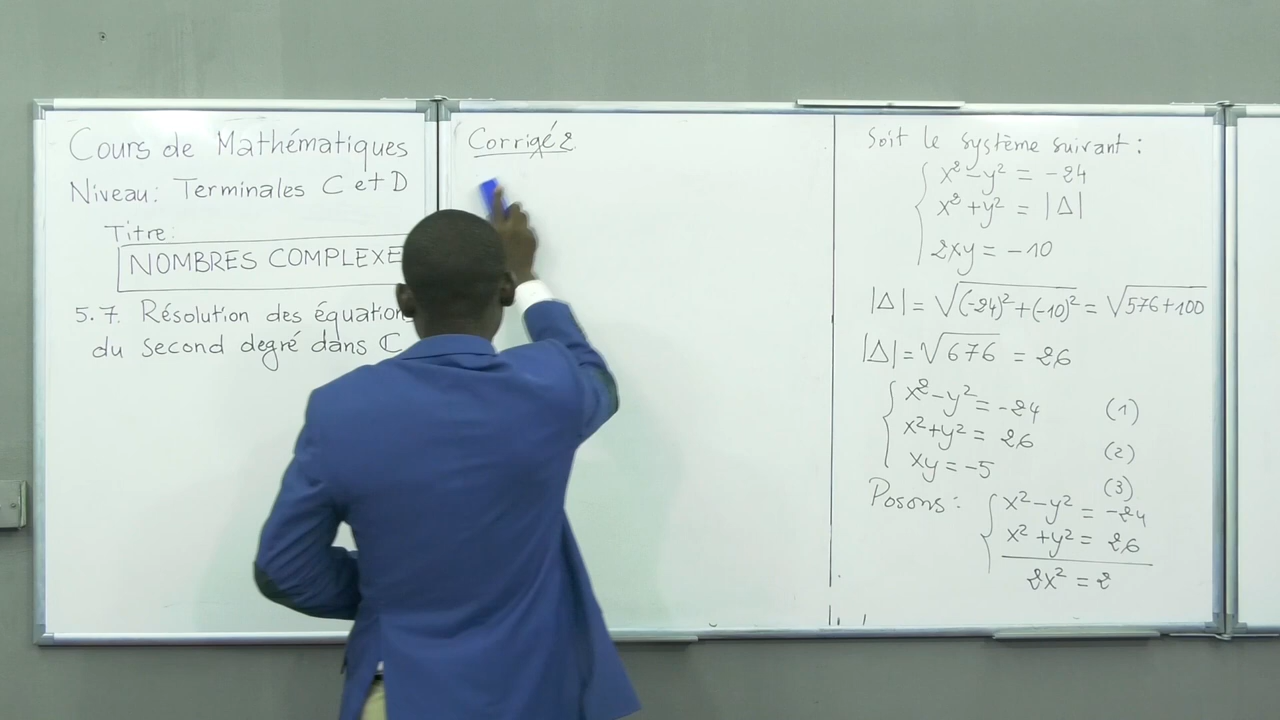 Cours de Mathématiques
Niveau: Terminales C et D
Titre:
NOMBRES COMPLEXE
5.7. Résolution des équation
du second degré dans ℂ
Corrigé 2.
Soit le système suivant :
x² - y² = -24
x² + y² = |Δ|
2xy = -10
|Δ| = √(-24)² + (-10)² = √576+100
|Δ| = √676 = 26
x² - y² = -24 (1)
x² + y² = 26 (2)
xy = -5 (3)
Posons : x² - y² = -24
x² + y² = 26
2x² = 2